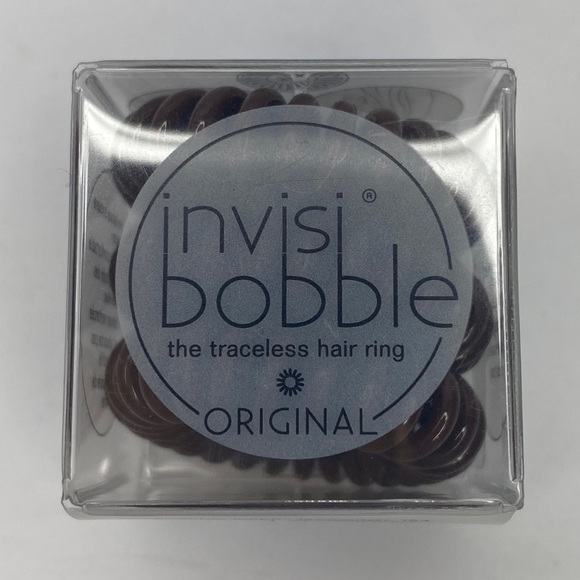 invisi®
bobble
the traceless hair ring
ORIGINAL